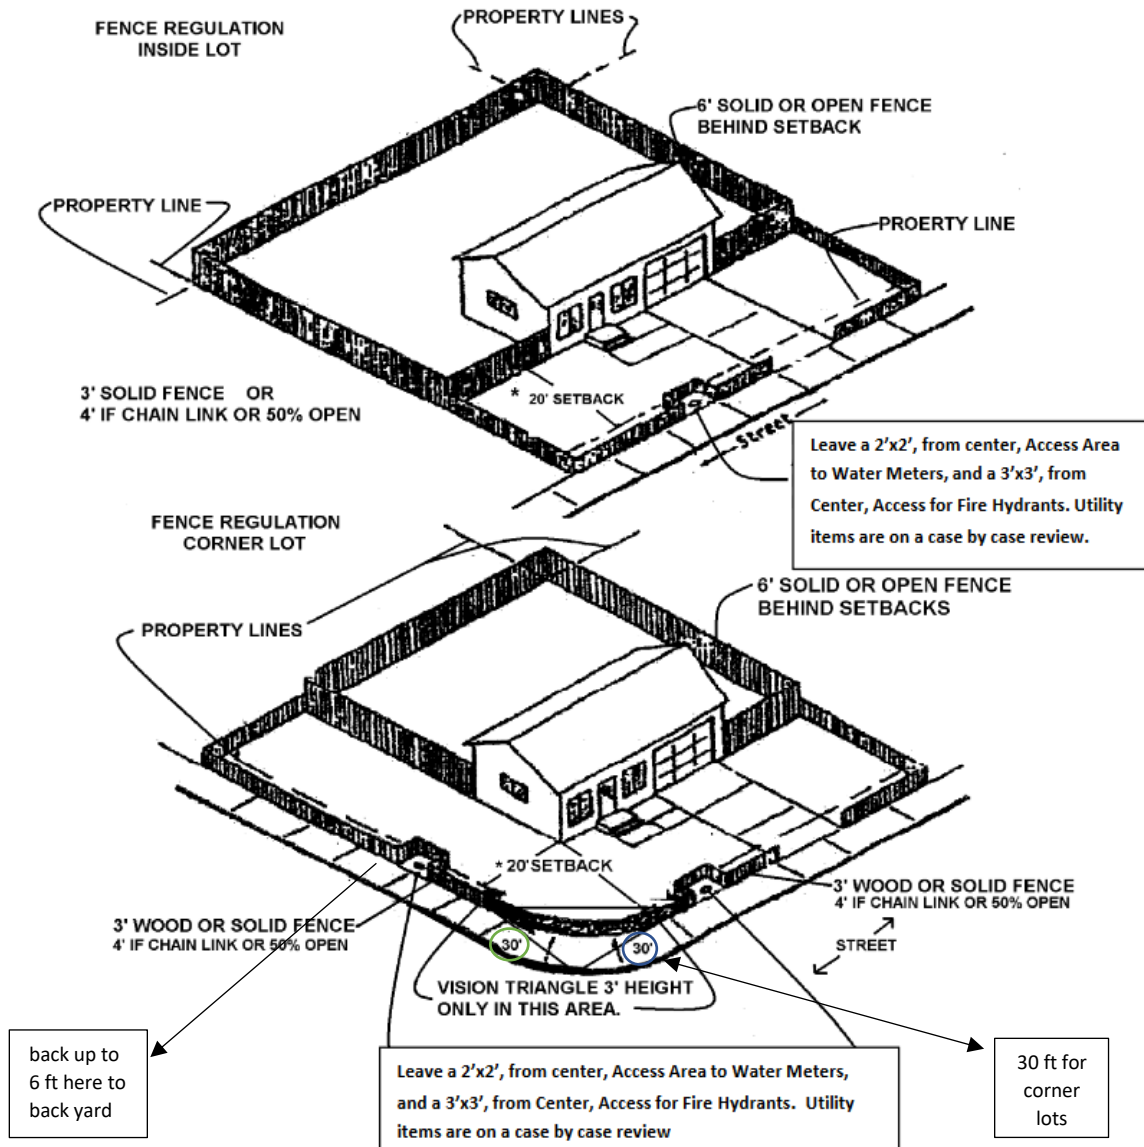 FENCE REGULATION
INSIDE LOT
PROPERTY LINES
6' SOLID OR OPEN FENCE
BEHIND SETBACK
PROPERTY LINE
PROERTY LINE
3' SOLID FENCE OR
4' IF CHAIN LINK OR 50% OPEN
* 20' SETBACK
Street
Leave a 2'x2', from center, Access Area
to Water Meters, and a 3'x3', from
Center, Access for Fire Hydrants. Utility
items are on a case by case review.
FENCE REGULATION
CORNER LOT
6' SOLID OR OPEN FENCE
BEHIND SETBACKS
PROPERTY LINES
* 20' SETBACK
3' WOOD OR SOLID FENCE
4' IF CHAIN LINK OR 50% OPEN
3' WOOD OR SOLID FENCE
4' IF CHAIN LINK OR 50% OPEN
30'
30'
STREET
VISION TRIANGLE 3' HEIGHT
ONLY IN THIS AREA.
back up to
6 ft here to
back yard
Leave a 2'x2', from center, Access Area to Water Meters,
and a 3'x3', from Center, Access for Fire Hydrants. Utility
items are on a case by case review
30 ft for
corner
lots